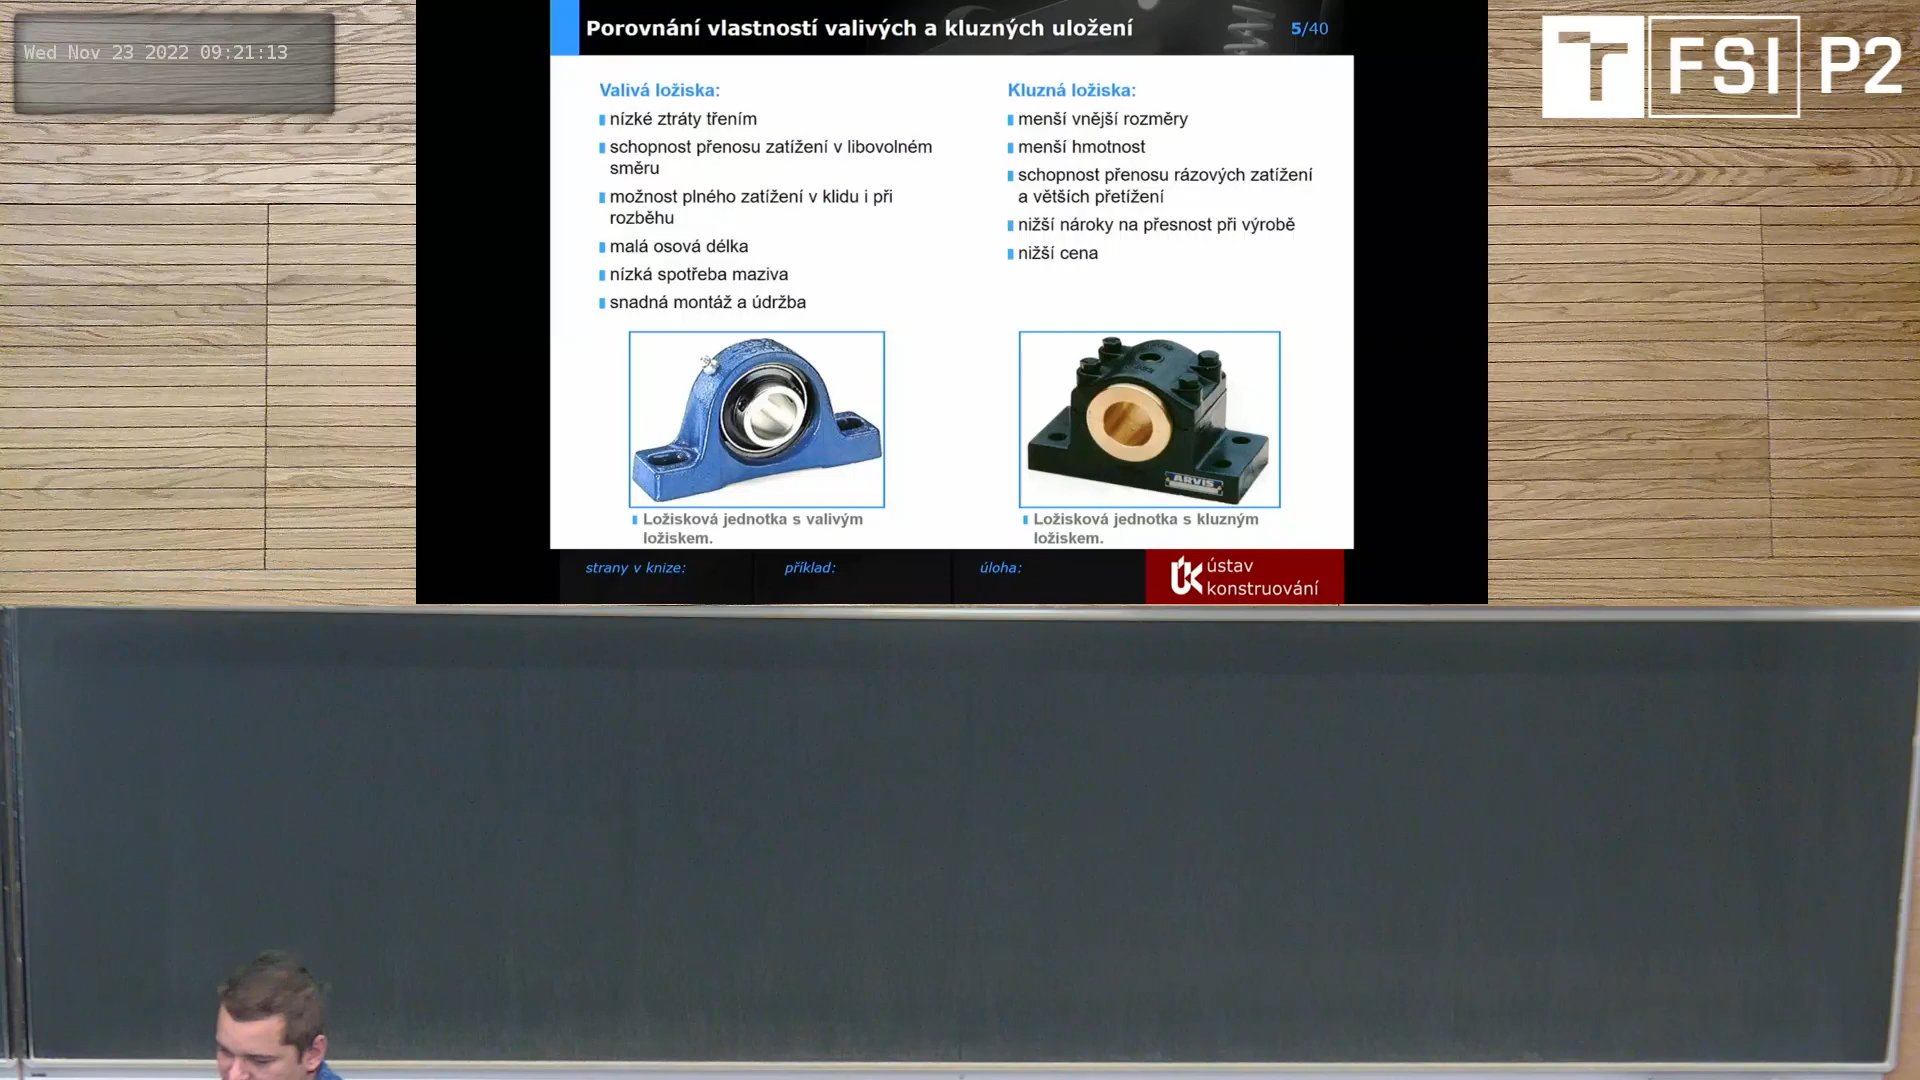 Wed Nov 23 2022 09:21:13
Porovnání vlastností valivých a kluzných uložení
5/40
FSI P2
Valivá ložiska:
nízké ztráty třením
schopnost přenosu zatížení v libovolném
směru
možnost plného zatížení v klidu i při
rozběhu
malá osová délka
nízká spotřeba maziva
snadná montáž a údržba
Kluzná ložiska:
menší vnější rozměry
menší hmotnost
schopnost přenosu rázových zatížení
a větších přetížení
nižší nároky na přesnost při výrobě
nižší cena
ARVIS
Ložisková jednotka s valivým
ložiskem.
Ložisková jednotka s kluzným
ložiskem.
strany v knize:
příklad:
úloha:
ústav
konstruování